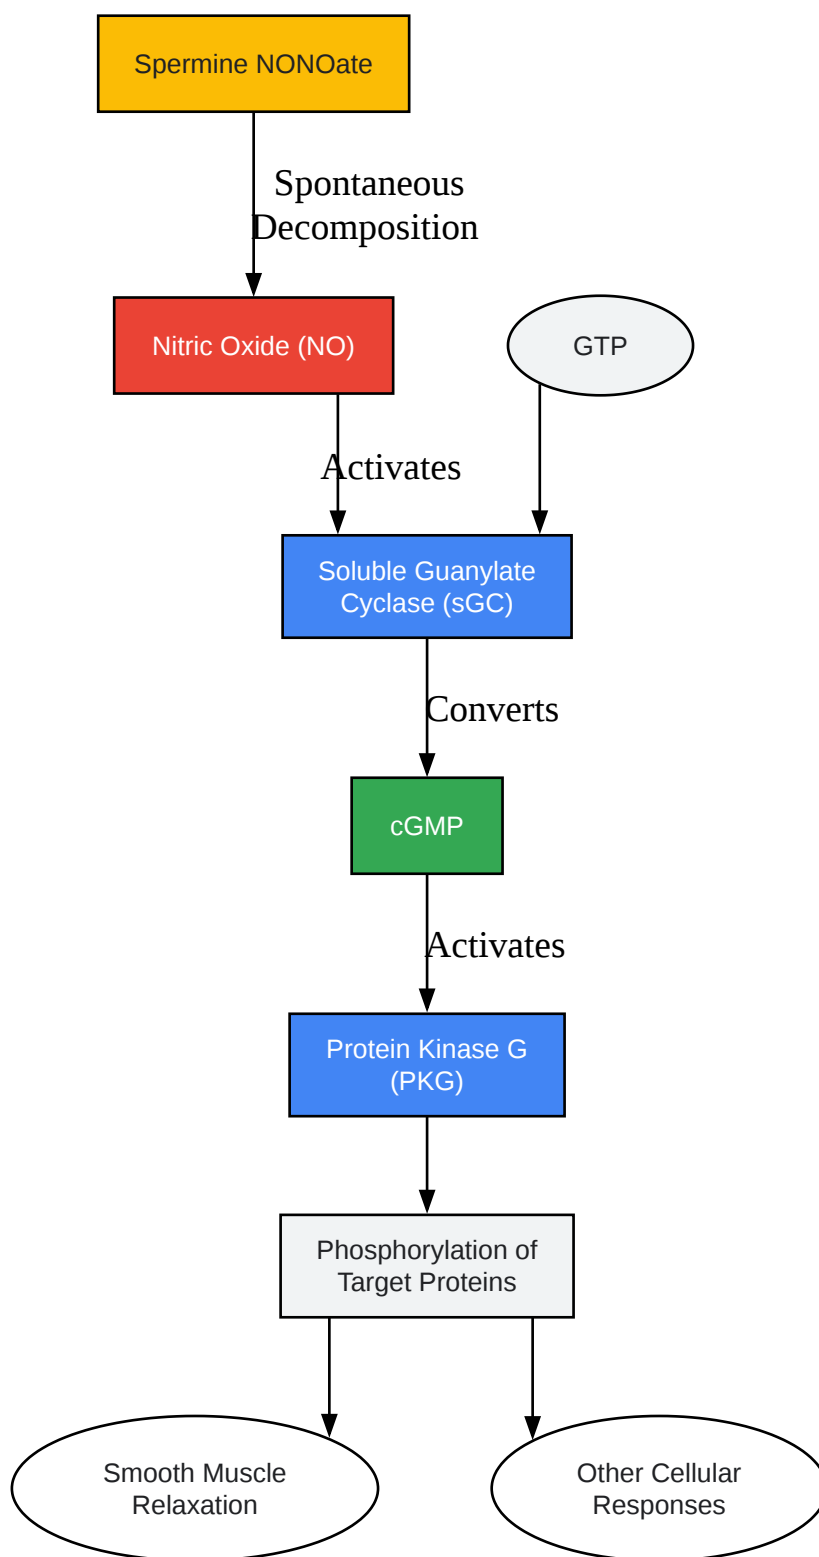 Spermine NONOate
Spontaneous
Decomposition
Nitric Oxide (NO)
GTP
Activates
Soluble Guanylate
Cyclase (sGC)
Converts
cGMP
Activates
Protein Kinase G
(PKG)
Phosphorylation of
Target Proteins
Smooth Muscle
Relaxation
Other Cellular
Responses